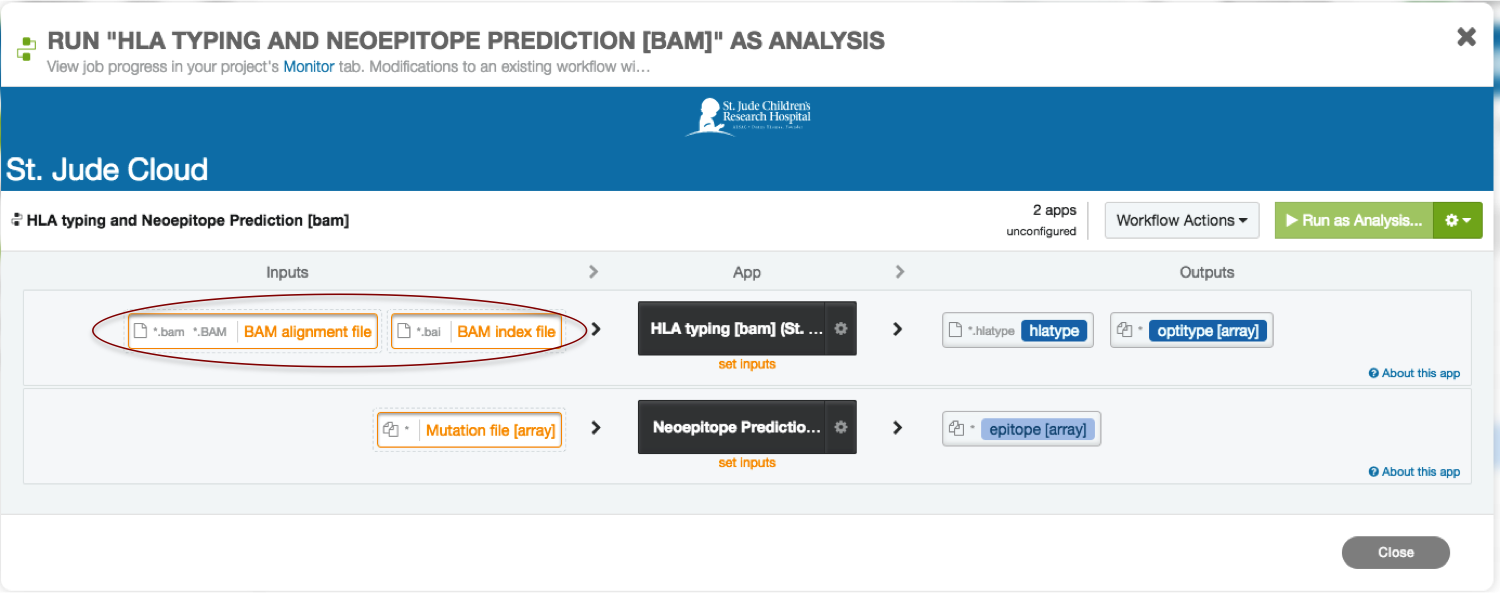 RUN "HLA TYPING AND NEOEPITOPE PREDICTION [BAM]" AS ANALYSIS
View job progress in your project's Monitor tab. Modifications to an existing workflow wi…
St. Jude Children's
Research Hospital
St. Jude Cloud
HLA typing and Neoepitope Prediction [bam]
2 apps
unconfigured
Workflow Actions
Run as Analysis...
Inputs
App
Outputs
*.bam *.BAM BAM alignment file
*.bai BAM index file
HLA typing [bam] (St. ...
set inputs
*.hlatype hlatype
* optitype [array]
About this app
* Mutation file [array]
Neoepitope Predictio...
set inputs
* epitope [array]
About this app
Close